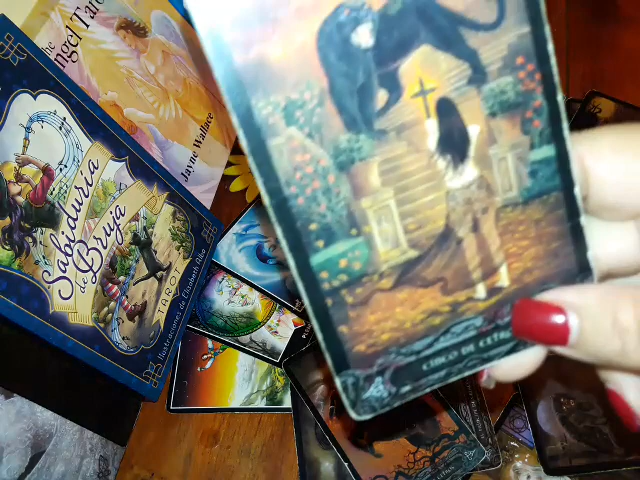 the
Angel Tarot
Jayne Wallace
Sabiduría
de
Bruja
TAROT
Ilustraciones de Elisabeth Alba
CINCO DE CETROS